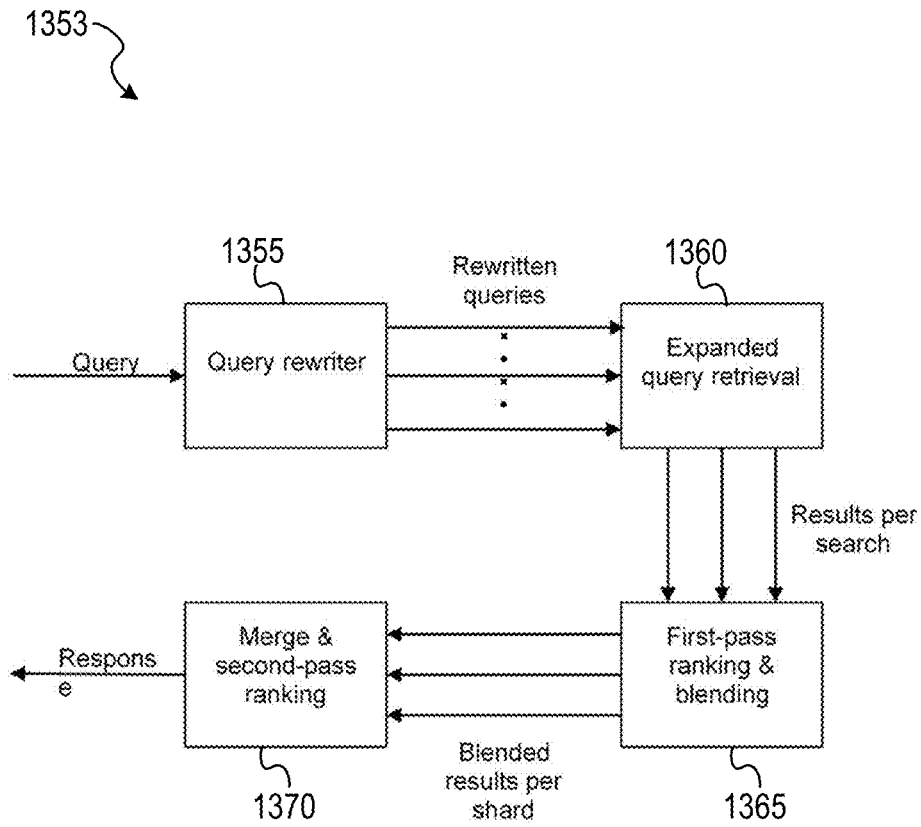 1353
1355
Rewritten
queries
1360
Query
Query rewriter
Expanded
query retrieval
Results per
search
Respons
e
Merge &
second-pass
ranking
First-pass
ranking &
blending
Blended
results per
shard
1370
1365